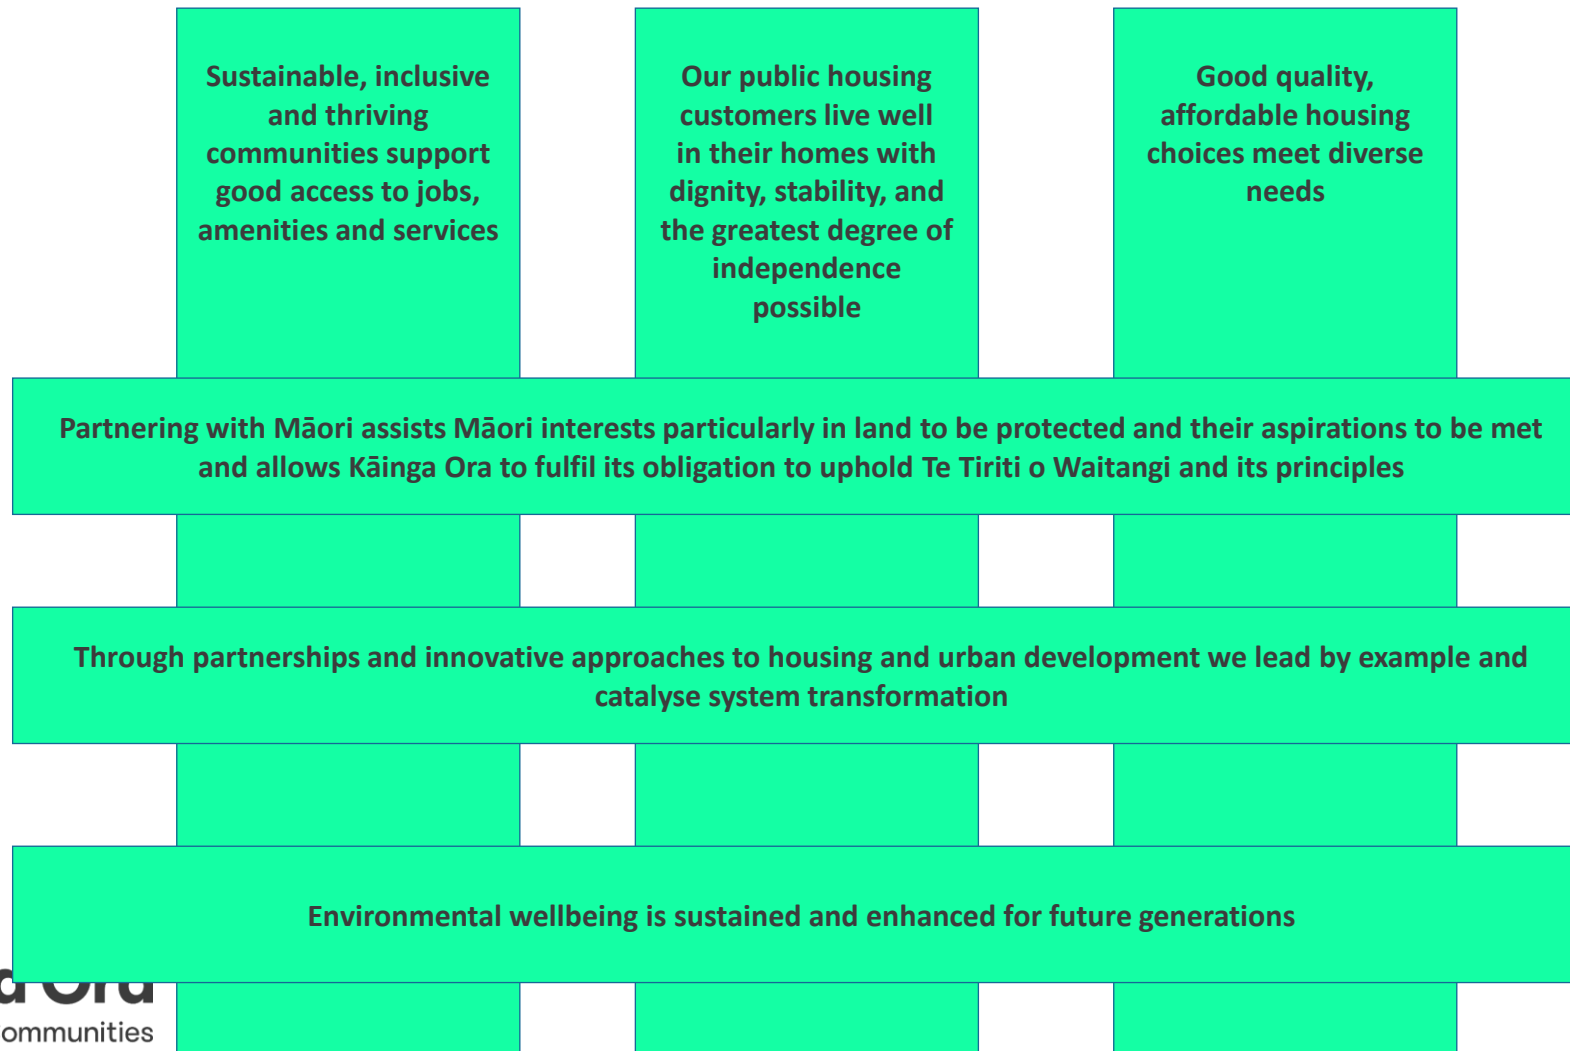 Sustainable, inclusive
and thriving
communities support
good access to jobs,
amenities and services
Our public housing
customers live well
in their homes with
dignity, stability, and
the greatest degree of
independence
possible
Good quality,
affordable housing
choices meet diverse
needs
Partnering with Māori assists Māori interests particularly in land to be protected and their aspirations to be met
and allows Kāinga Ora to fulfil its obligation to uphold Te Tiriti o Waitangi and its principles
Through partnerships and innovative approaches to housing and urban development we lead by example and
catalyse system transformation
Environmental wellbeing is sustained and enhanced for future generations
Ora
ommunities